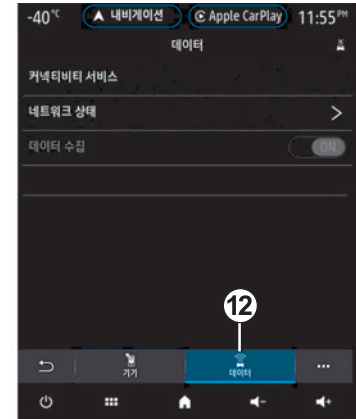 -40°C 내비게이션 Apple CarPlay 11:55 PM
데이터
커넥티비티 서비스
네트워크 상태 >
데이터 수집 ON
12
기기 데이터 ...